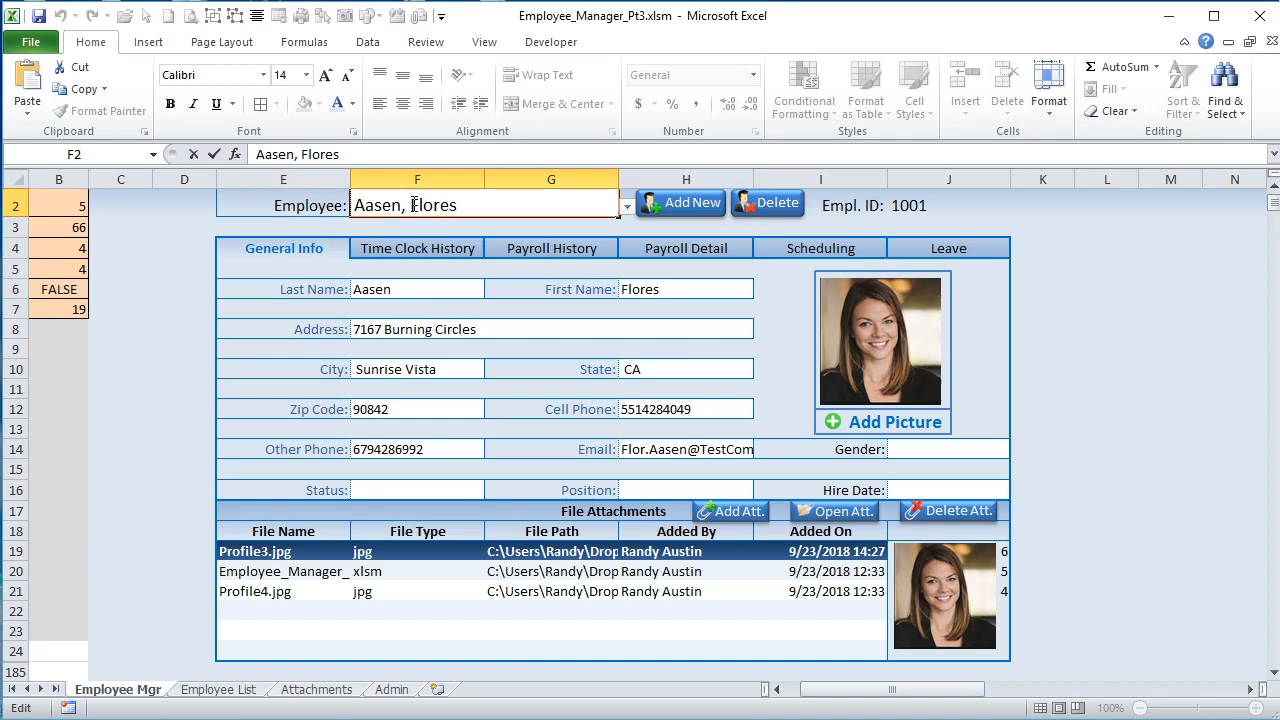 Employee_Manager_Pt3.xlsm - Microsoft Excel
File Home Insert Page Layout Formulas Data Review View Developer
Paste Cut Copy Format Painter Clipboard
Calibri 14 B I U Font
Wrap Text Merge & Center Alignment
General $ % , Number
Conditional Formatting Format as Table Cell Styles Styles
Insert Delete Format Cells
AutoSum Fill Clear Sort & Filter Find & Select Editing
F2 fx Aasen, Flores
B C D E F G H I J K L M N
2 5 Employee: Aasen, Flores Add New Delete Empl. ID: 1001
3 66
4 4 General Info Time Clock History Payroll History Payroll Detail Scheduling Leave
5 4
6 FALSE Last Name: Aasen First Name: Flores
7 19
8 Address: 7167 Burning Circles
9
10 City: Sunrise Vista State: CA
11
12 Zip Code: 90842 Cell Phone: 5514284049
13 Add Picture
14 Other Phone: 6794286992 Email: Flor.Aasen@TestCom Gender:
15
16 Status: Position: Hire Date:
17 File Attachments Add Att. Open Att. Delete Att.
18 File Name File Type File Path Added By Added On
19 Profile3.jpg jpg C:\Users\Randy\Drop Randy Austin 9/23/2018 14:27 6
20 Employee_Manager_ xlsm C:\Users\Randy\Drop Randy Austin 9/23/2018 12:33 5
21 Profile4.jpg jpg C:\Users\Randy\Drop Randy Austin 9/23/2018 12:33 4
22
23
24
185
Employee Mgr Employee List Attachments Admin
Edit 100%